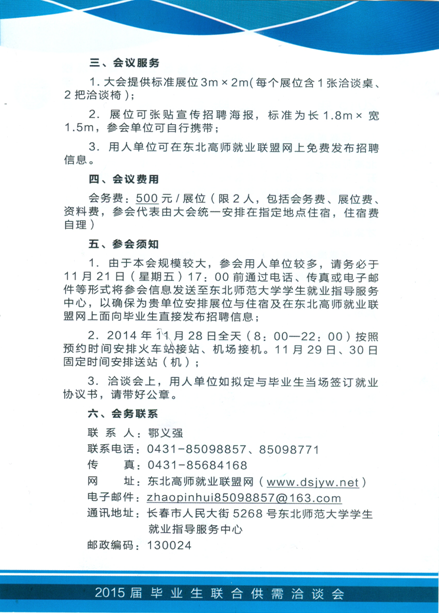 三、会议服务
1.大会提供标准展位3m×2m(每个展位含1张洽谈桌、
2把洽谈椅);
2.展位可张贴宣传招聘海报，标准为长1.8m×宽
1.5m，参会单位可自行携带；
3.用人单位可在东北高师就业联盟网上免费发布招聘
信息。
四、会议费用
会务费：500元/展位（限2人，包括会务费、展位费、
资料费，参会代表由大会统一安排在指定地点住宿，住宿费
自理）
五、参会须知
1.由于本会规模较大，参会用人单位较多，请务必于
11月21日（星期五）17：00前通过电话、传真或电子邮
件等形式将参会信息发送至东北师范大学学生就业指导服务
中心，以确保为贵单位安排展位与住宿及在东北高师就业联
盟网上面向毕业生直接发布招聘信息；
2.2014年11月28日全天（8：00—22：00）按照
预约时间安排火车站接站、机场接机。11月29日、30日
固定时间安排送站（机）；
3.洽谈会上，用人单位如拟定与毕业生当场签订就业
协议书，请带好公章。
六、会务联系
联 系 人：鄂义强
联系电话：0431-85098857、85098771
传 真：0431-85684168
网 址：东北高师就业联盟网（www.dsjyw.net）
电子邮件：zhaopinhui85098857@163.com
通讯地址：长春市人民大街5268号东北师范大学学生
就业指导服务中心
邮政编码：130024
2015届毕业生联合供需洽谈会